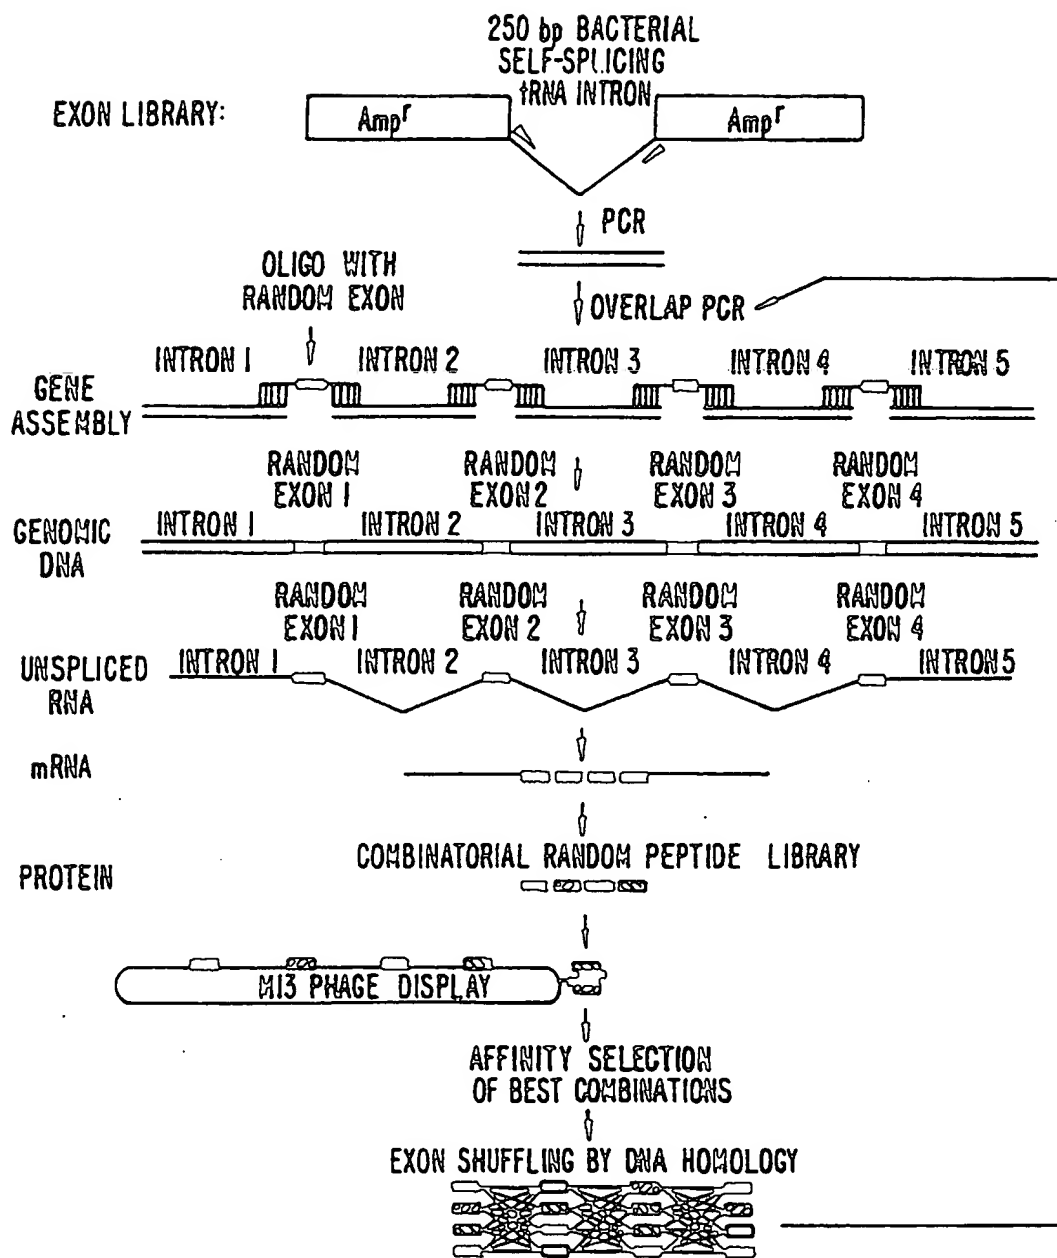 250 bp BACTERIAL
SELF-SPLICING
tRNA INTRON
EXON LIBRARY:
Ampr
Ampr
PCR
OLIGO WITH
RANDOM EXON
OVERLAP PCR
INTRON 1
INTRON 2
INTRON 3
INTRON 4
INTRON 5
GENE
ASSEMBLY
RANDOM
EXON 1
RANDOM
EXON 2
RANDOM
EXON 3
RANDOM
EXON 4
GENOMIC
DNA
INTRON 1
INTRON 2
INTRON 3
INTRON 4
INTRON 5
RANDOM
EXON 1
RANDOM
EXON 2
RANDOM
EXON 3
RANDOM
EXON 4
UNSPLICED
RNA
INTRON 1
INTRON 2
INTRON 3
INTRON 4
INTRON 5
mRNA
COMBINATORIAL RANDOM PEPTIDE LIBRARY
PROTEIN
M13 PHAGE DISPLAY
AFFINITY SELECTION
OF BEST COMBINATIONS
EXON SHUFFLING BY DNA HOMOLOGY